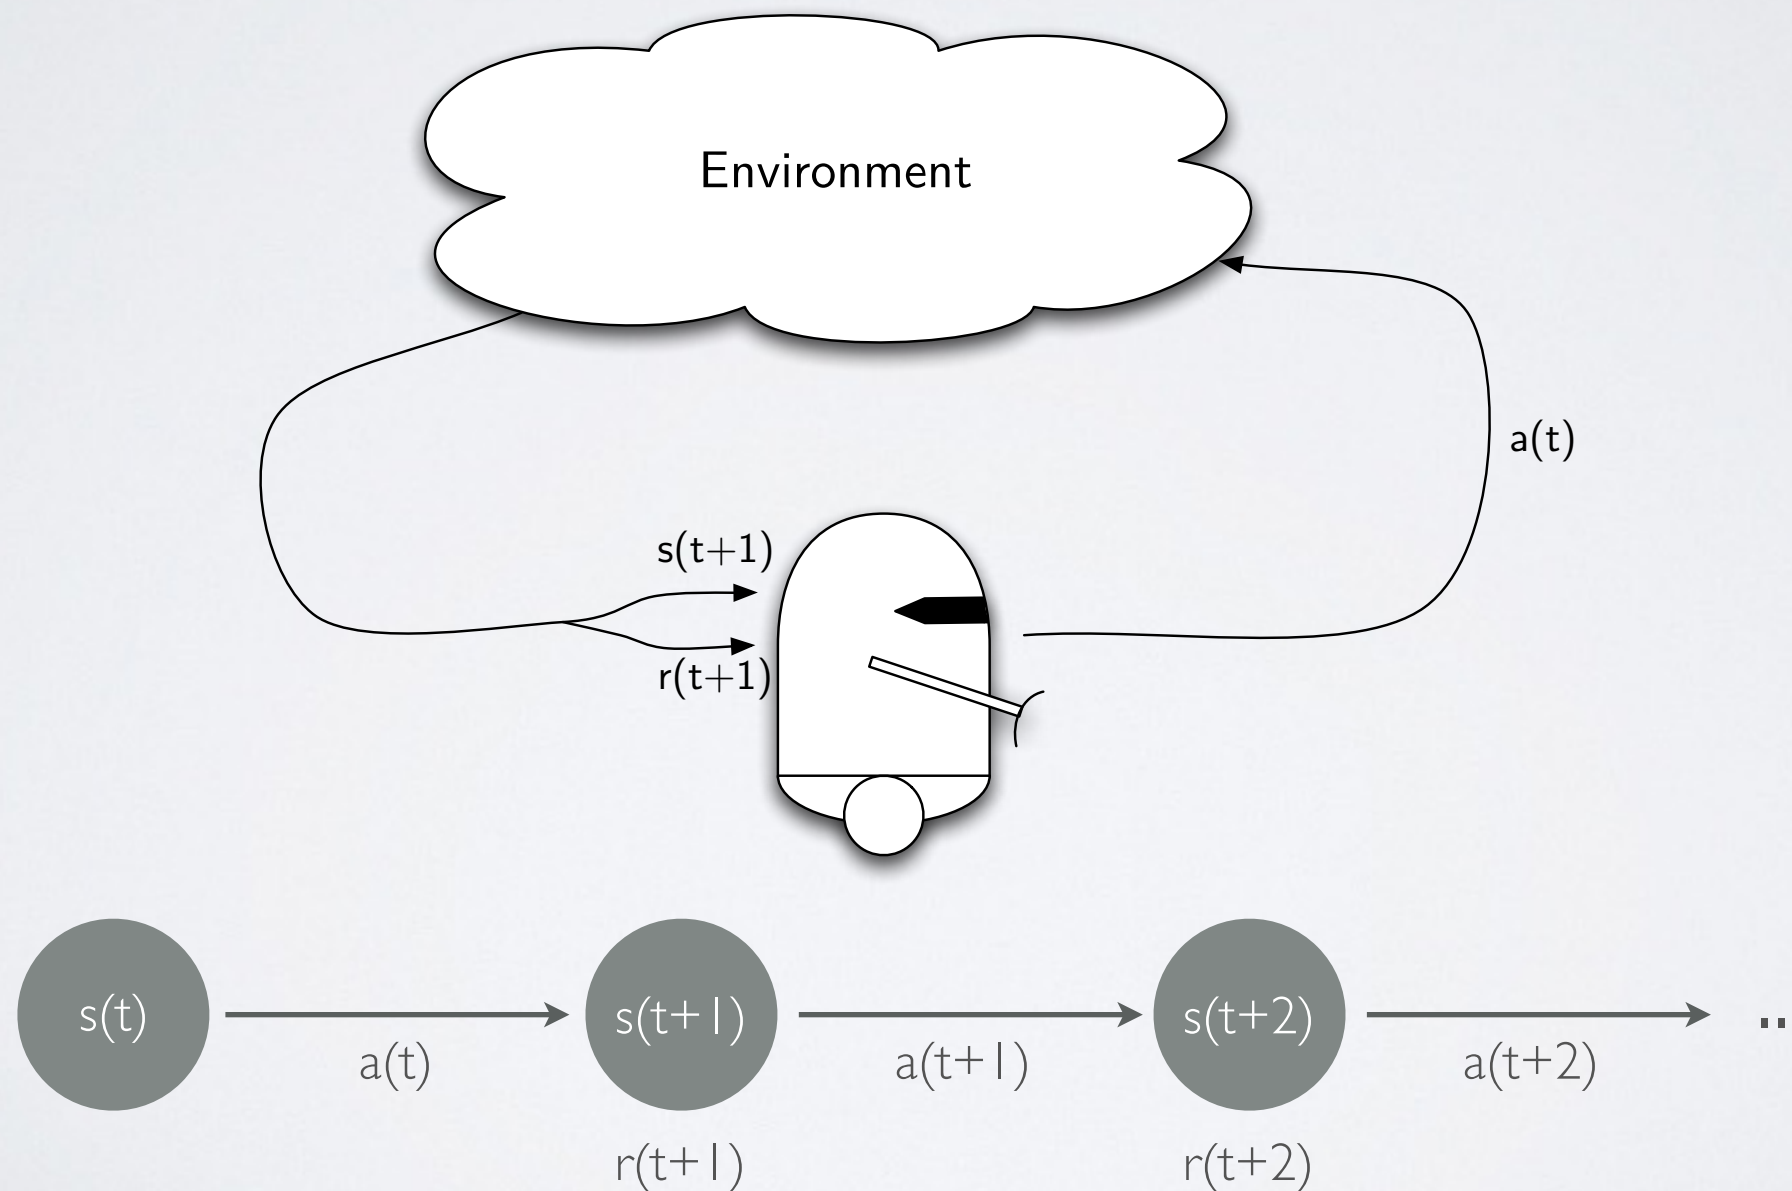 Environment
a(t)
s(t+1)
r(t+1)
s(t)
s(t+1)
s(t+2)
..
a(t)
a(t+1)
a(t+2)
r(t+1)
r(t+2)